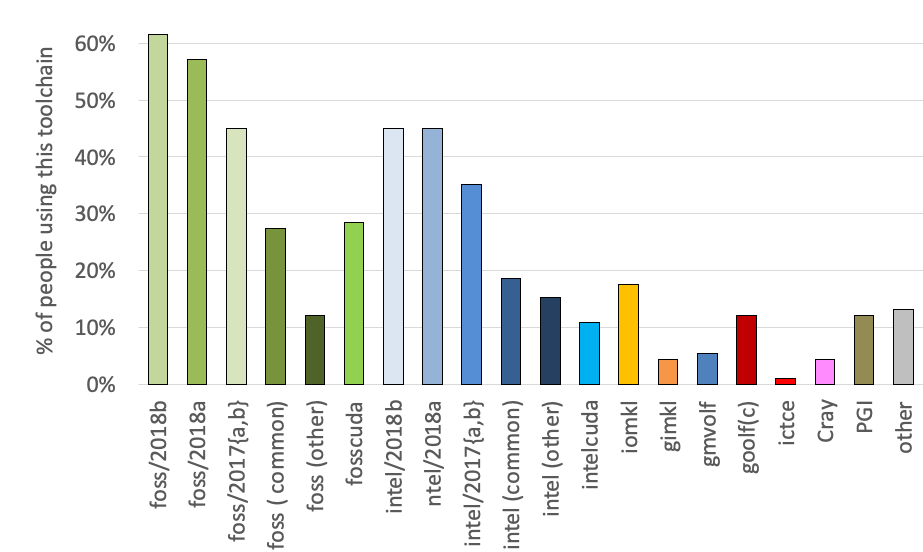 % of people using this toolchain
60%
50%
40%
30%
20%
10%
0%
foss/2018b
foss/2018a
foss/2017{a,b}
foss ( common)
foss (other)
fosscuda
intel/2018b
ntel/2018a
intel/2017{a,b}
intel (common)
intel (other)
intelcuda
iomkl
gimkl
gmvolf
goolf(c)
ictce
Cray
PGI
other